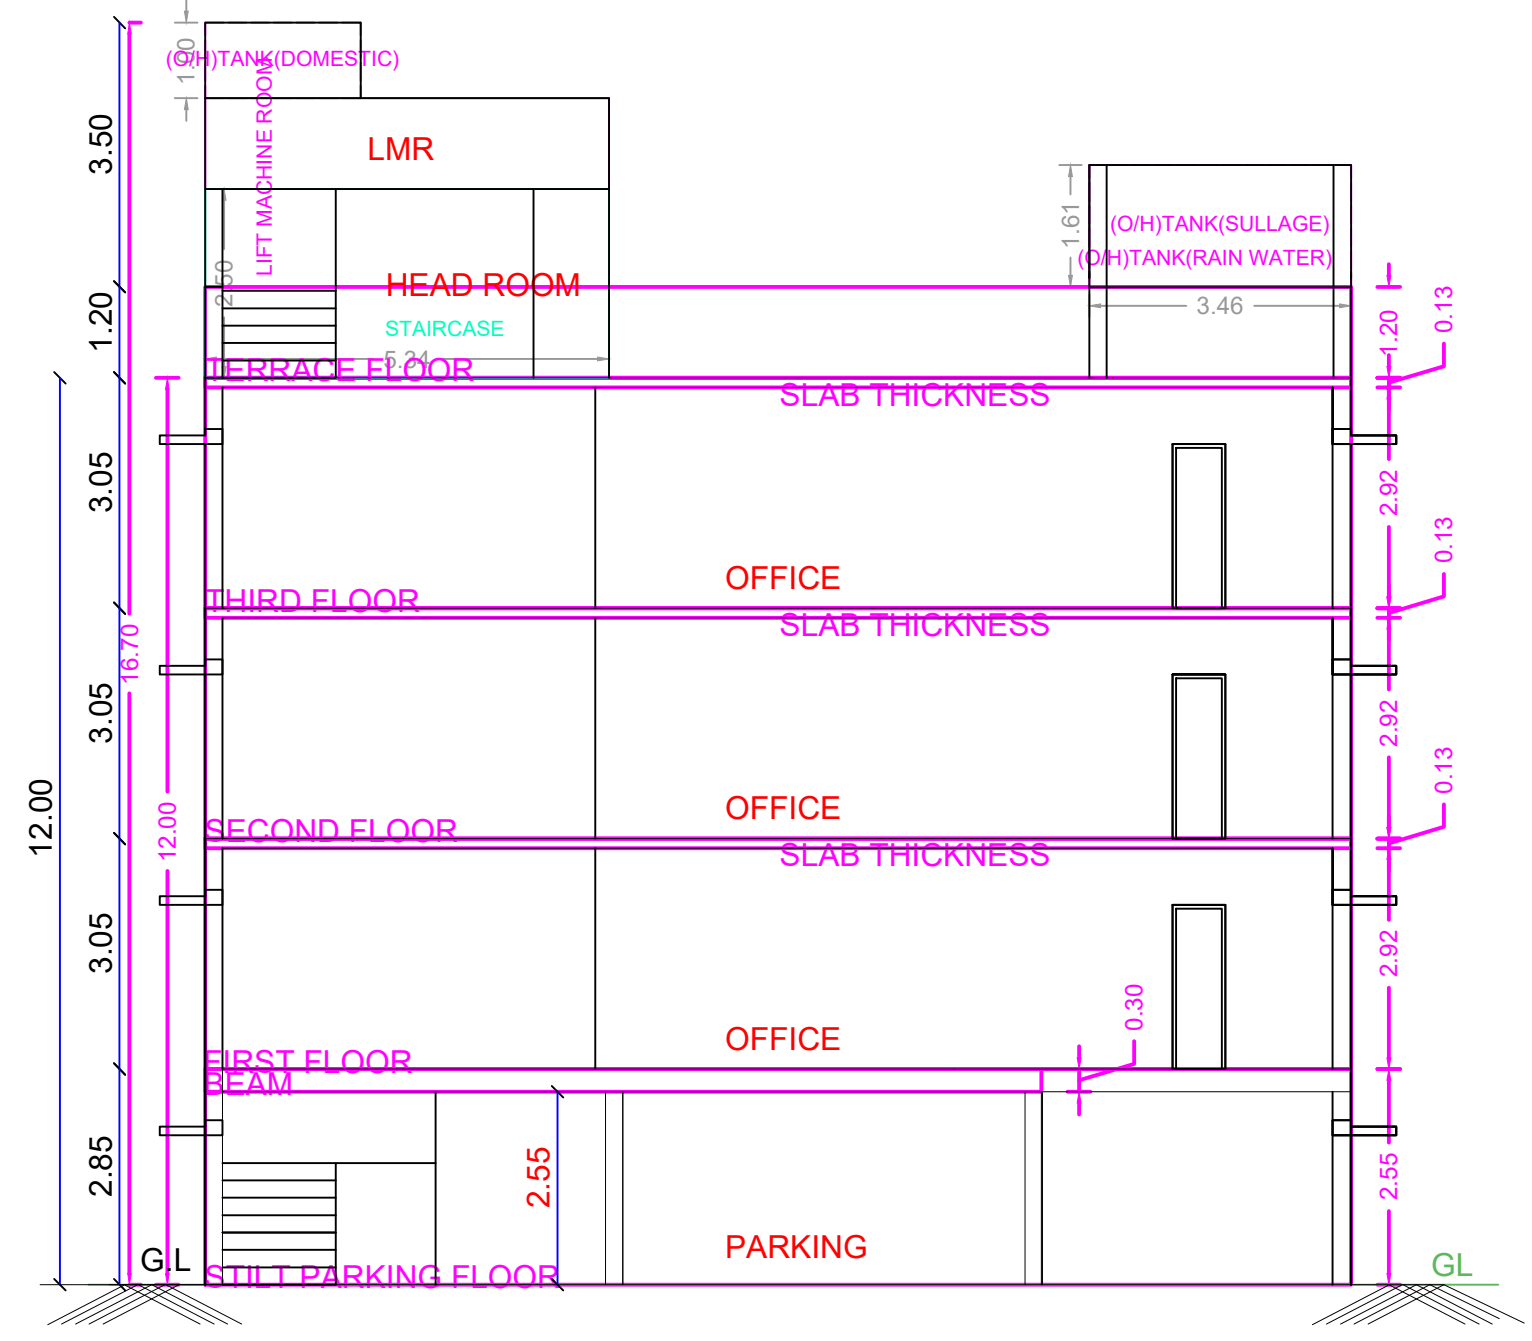 1.90
(O/H)TANK(DOMESTIC)
LIFT MACHINE ROOM
3.50
LMR
1.61
(O/H)TANK(SULLAGE)
(O/H)TANK(RAIN WATER)
2.50
HEAD ROOM
STAIRCASE
3.46
1.20
1.20
0.13
5.34
TERRACE FLOOR
SLAB THICKNESS
3.05
2.92
0.13
OFFICE
THIRD FLOOR
SLAB THICKNESS
16.70
3.05
2.92
0.13
12.00
12.00
OFFICE
SECOND FLOOR
SLAB THICKNESS
3.05
2.92
0.30
OFFICE
FIRST FLOOR
BEAM
2.85
2.55
2.55
PARKING
G.L
GL
STILT PARKING FLOOR